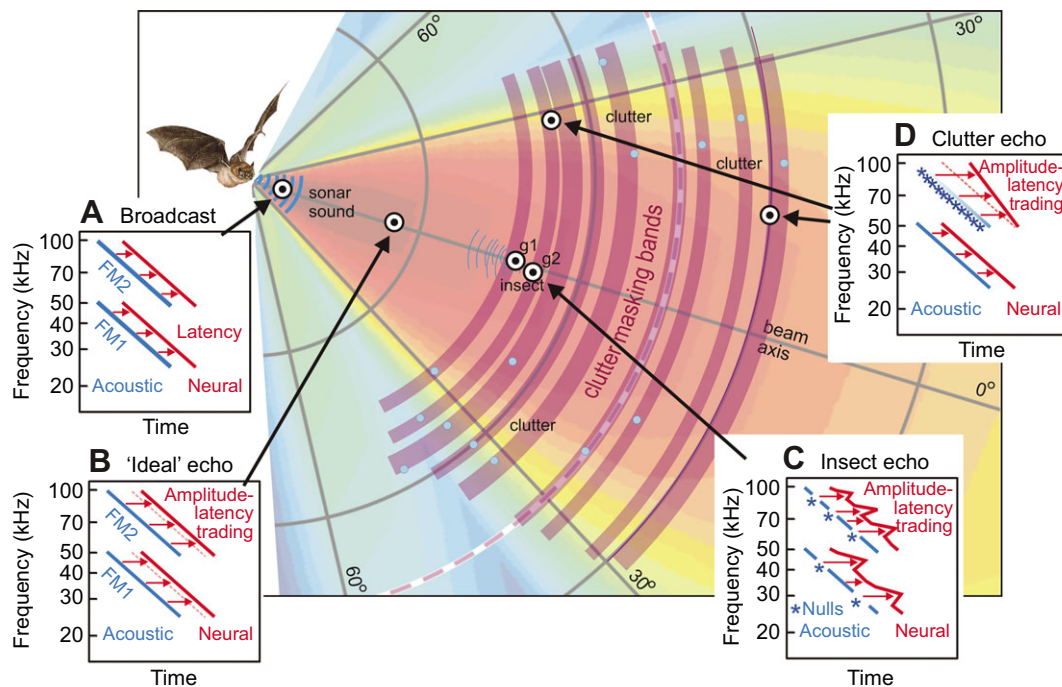 60°
30°
clutter
clutter
sonar
sound
g1
g2
insect
clutter masking bands
beam
axis
0°
clutter
60°
30°
A
Broadcast
Frequency (kHz)
100
70
50
40
30
20
FM2
FM1
Latency
Acoustic
Neural
Time
B
‘Ideal’ echo
Frequency (kHz)
100
70
50
40
30
20
Amplitude-
latency
trading
FM2
FM1
Acoustic
Neural
Time
D
Clutter echo
Frequency (kHz)
100
70
50
40
30
20
Amplitude-
latency
trading
Acoustic
Neural
Time
C
Insect echo
Frequency (kHz)
100
70
50
40
30
20
Amplitude-
latency
trading
*Nulls
Acoustic
Neural
Time